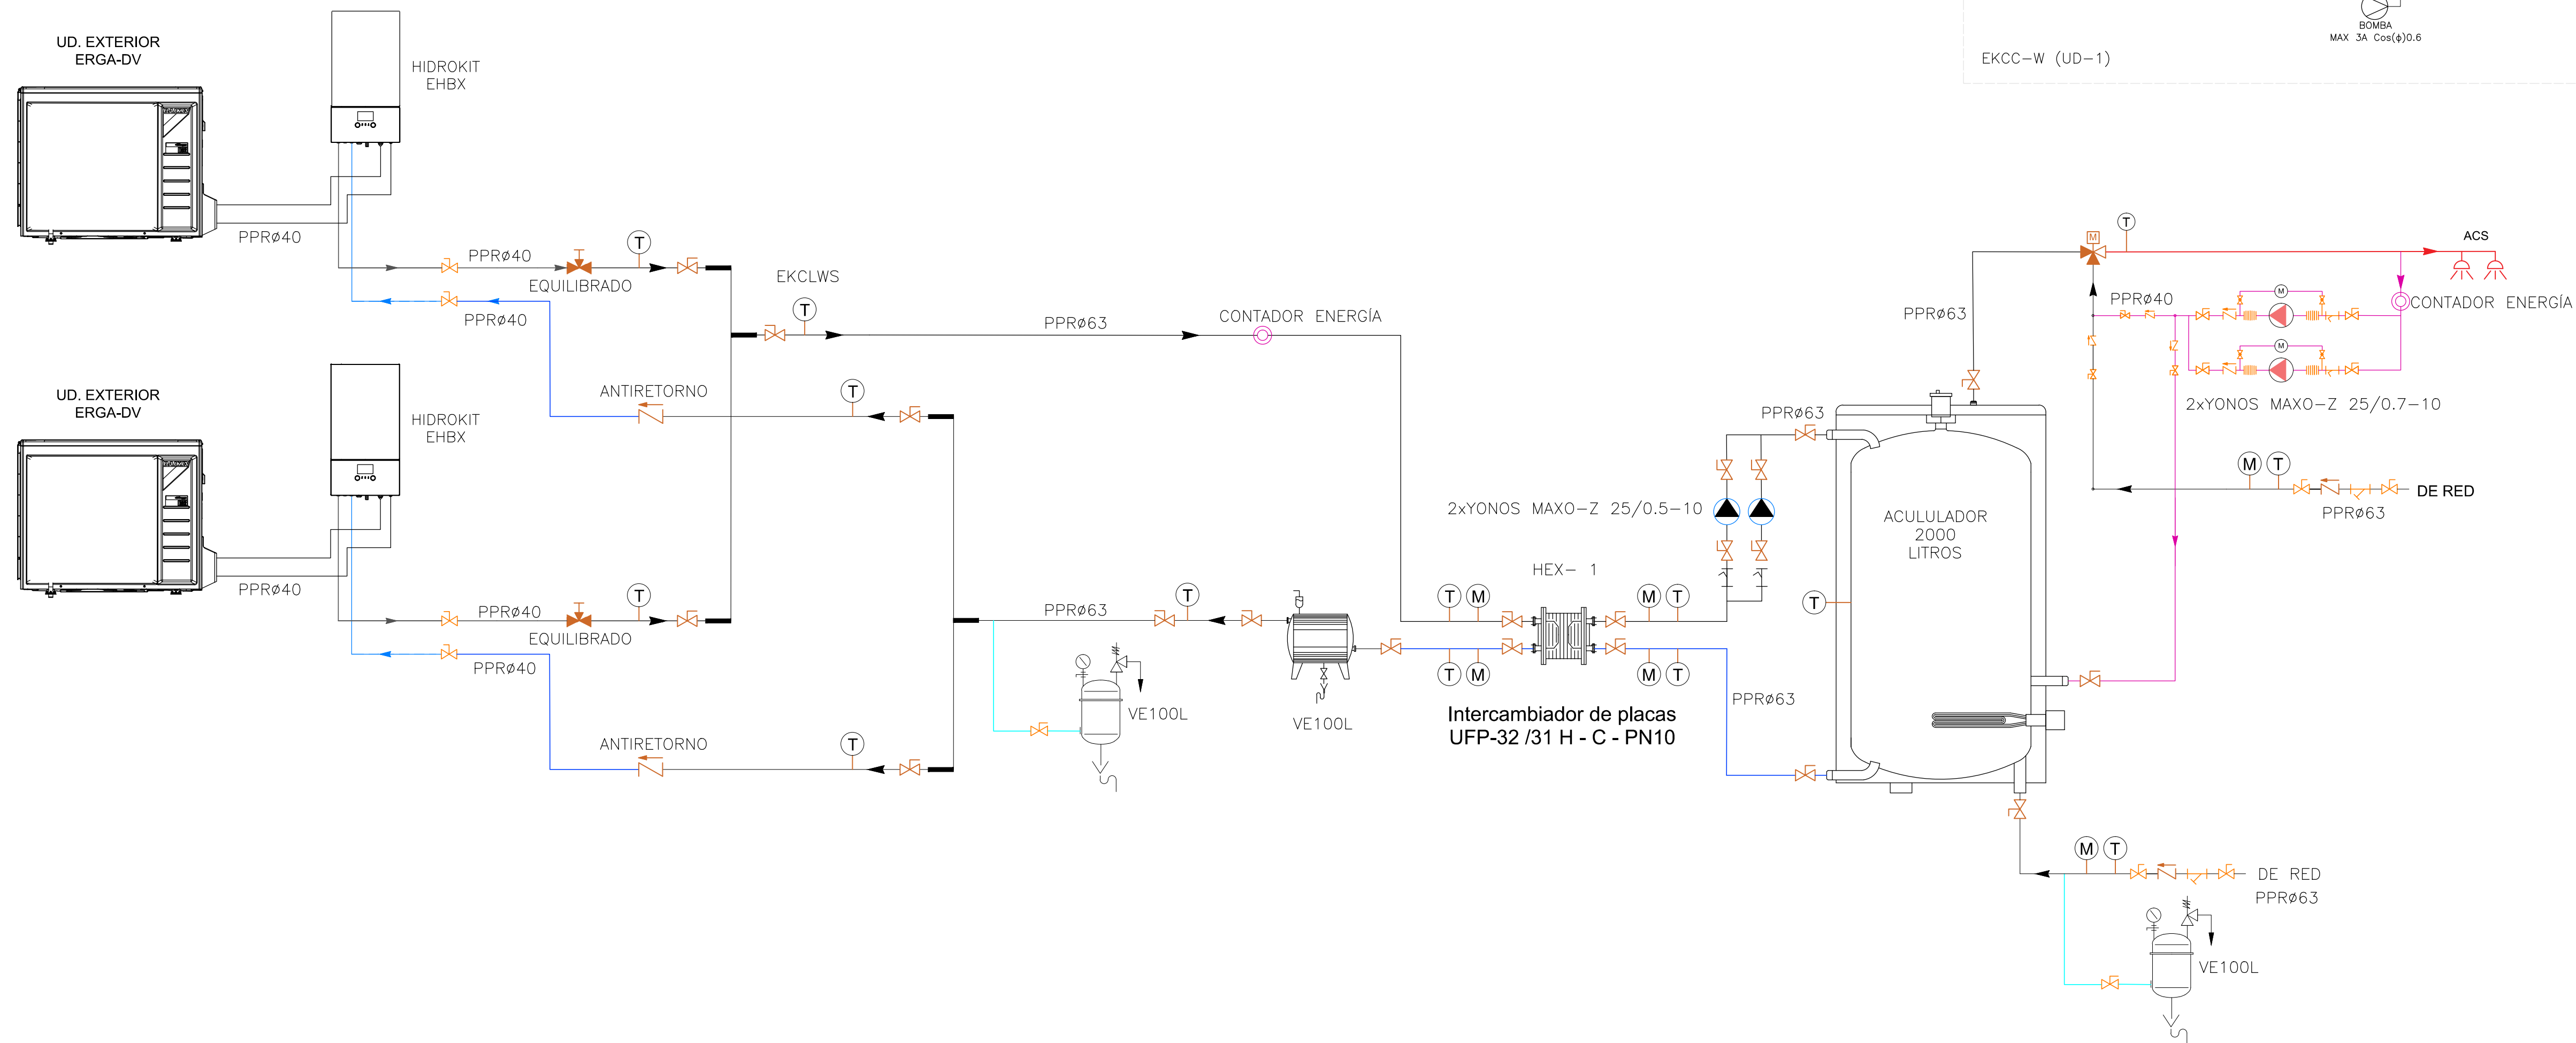 BOMBA
MAX 3A Cos(ϕ)0.6
EKCC-W (UD-1)
UD. EXTERIOR
ERGA-DV
HIDROKIT
EHBX
PPRø40
PPRø40
EQUILIBRADO
T
PPRø40
EKCLWS
T
PPRø63
CONTADOR ENERGÍA
ANTIRETORNO
T
UD. EXTERIOR
ERGA-DV
HIDROKIT
EHBX
PPRø40
PPRø40
EQUILIBRADO
T
PPRø40
ANTIRETORNO
T
PPRø63
T
VE100L
VE100L
T
M
T
M
HEX- 1
M
T
M
T
Intercambiador de placas
UFP-32 /31 H - C - PN10
2xYONOS MAXO-Z 25/0.5-10
PPRø63
PPRø63
T
ACULULADOR
2000
LITROS
PPRø63
M
T
ACS
PPRø40
M
M
CONTADOR ENERGÍA
2xYONOS MAXO-Z 25/0.7-10
M
T
DE RED
PPRø63
M
T
DE RED
PPRø63
VE100L